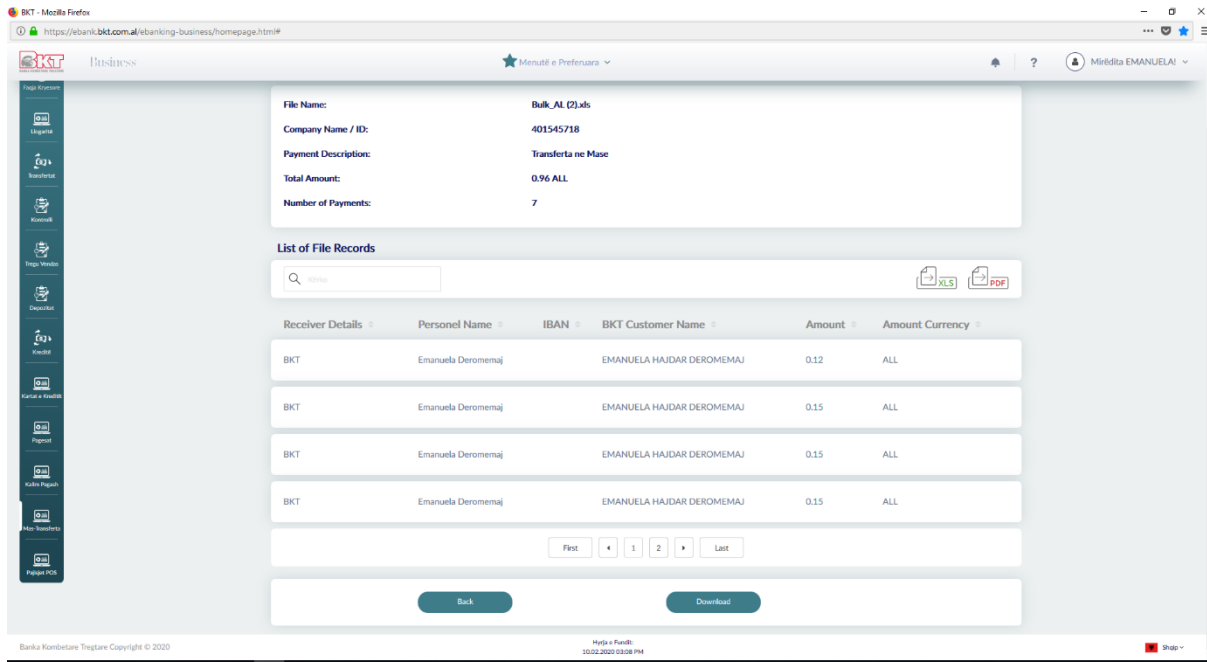 BKT - Mozilla Firefox
https://ebank.bkt.com.al/ebanking-business/homepage.html#
BKT
BANKA KOMBETARE TREGTARE
Business
Menutë e Preferuara
?
Mirëdita EMANUELA!
Faqja Kryesore
Llogaritë
Transfertat
Kontrolli
Tregu Vendos
Depozitat
Kreditë
Kartat e Kreditit
Pagesat
Kalim Pagash
Mas-Transferta
Pajisjet POS
File Name: Bulk_AL (2).xls
Company Name / ID: 401545718
Payment Description: Transferta ne Mase
Total Amount: 0.96 ALL
Number of Payments: 7
List of File Records
Kërko
XLS PDF
Receiver Details Personel Name IBAN BKT Customer Name Amount Amount Currency
BKT Emanuela Deromemaj EMANUELA HAJDAR DEROMEMAJ 0.12 ALL
BKT Emanuela Deromemaj EMANUELA HAJDAR DEROMEMAJ 0.15 ALL
BKT Emanuela Deromemaj EMANUELA HAJDAR DEROMEMAJ 0.15 ALL
BKT Emanuela Deromemaj EMANUELA HAJDAR DEROMEMAJ 0.15 ALL
First 1 2 Last
Back Download
Banka Kombetare Tregtare Copyright © 2020
Hyrja e Fundit:
10.02.2020 03:08 PM
Shqip